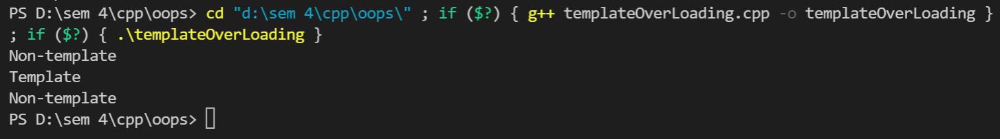 PS D:\sem 4\cpp\oops> cd "d:\sem 4\cpp\oops\" ; if ($?) { g++ templateOverLoading.cpp -o templateOverLoading }
; if ($?) { .\templateOverLoading }
Non-template
Template
Non-template
PS D:\sem 4\cpp\oops>